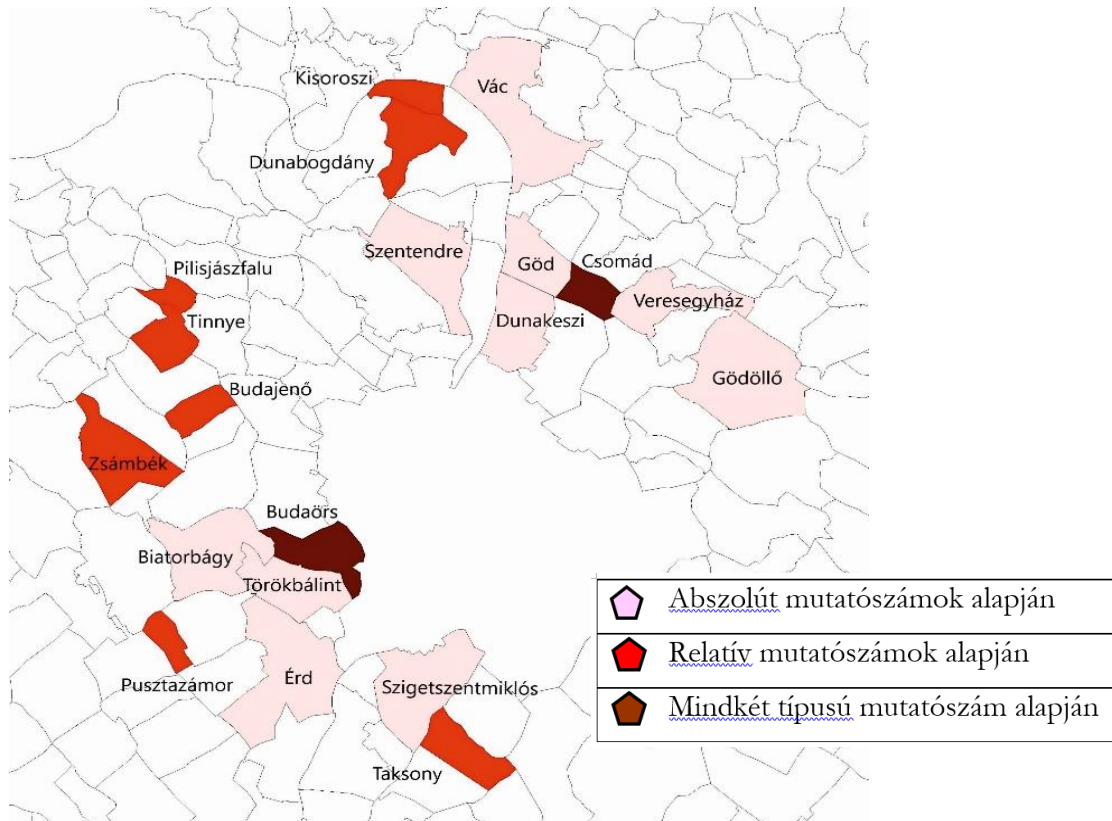 Kisoroszi
Vác
Dunabogdány
Szentendre
Göd
Csomád
Pilisjászfalu
Veresegyház
Tinnye
Dunakeszi
Budajenő
Gödöllő
Zsámbék
Budaörs
Biatorbágy
Törökbálint
Pusztazámor
Érd
Szigetszentmiklós
Taksony
Abszolút mutatószámok alapján
Relatív mutatószámok alapján
Mindkét típusú mutatószám alapján